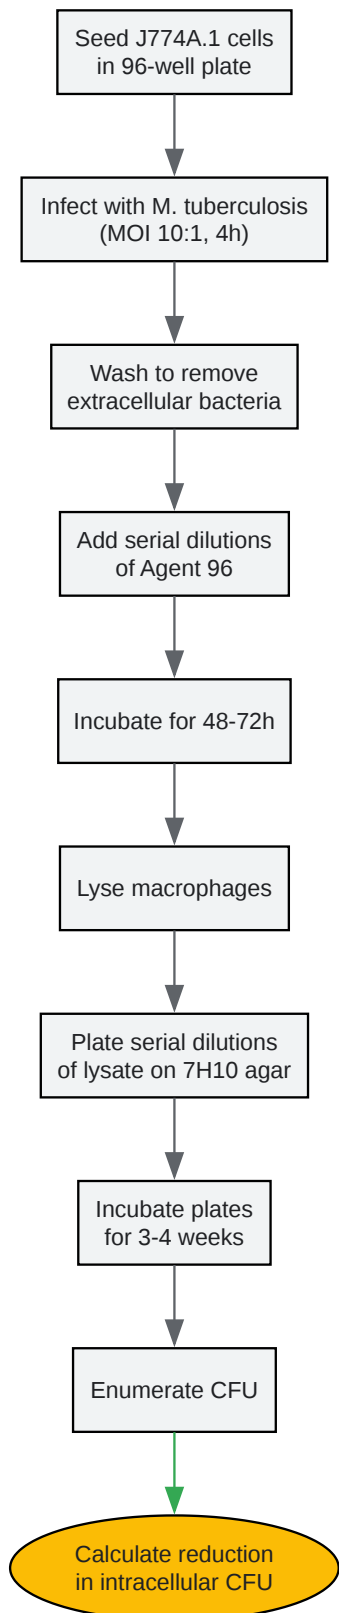 Seed J774A.1 cells
in 96-well plate
Infect with M. tuberculosis
(MOI 10:1, 4h)
Wash to remove
extracellular bacteria
Add serial dilutions
of Agent 96
Incubate for 48-72h
Lyse macrophages
Plate serial dilutions
of lysate on 7H10 agar
Incubate plates
for 3-4 weeks
Enumerate CFU
Calculate reduction
in intracellular CFU